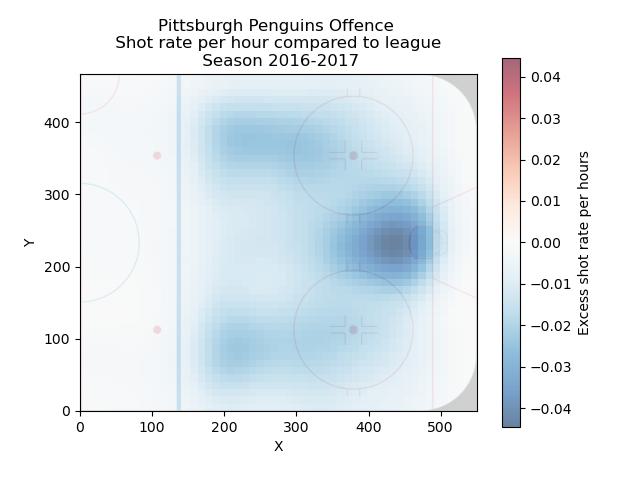 Pittsburgh Penguins Offence
Shot rate per hour compared to league
Season 2016-2017
400
300
200
100
0
Y
0 100 200 300 400 500
X
0.04
0.03
0.02
0.01
0.00
−0.01
−0.02
−0.03
−0.04
Excess shot rate per hours